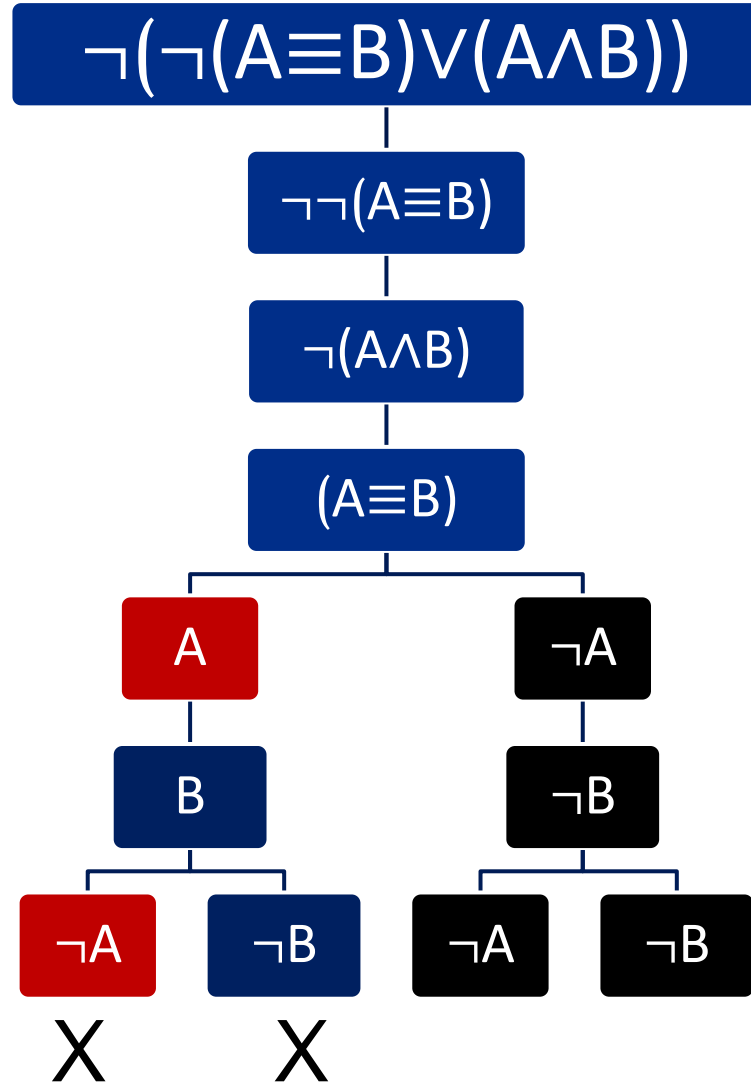 ¬(¬(A≡B)∨(A∧B))
¬¬(A≡B)
¬(A∧B)
(A≡B)
A ¬A
B ¬B
¬A ¬B ¬A ¬B
X X